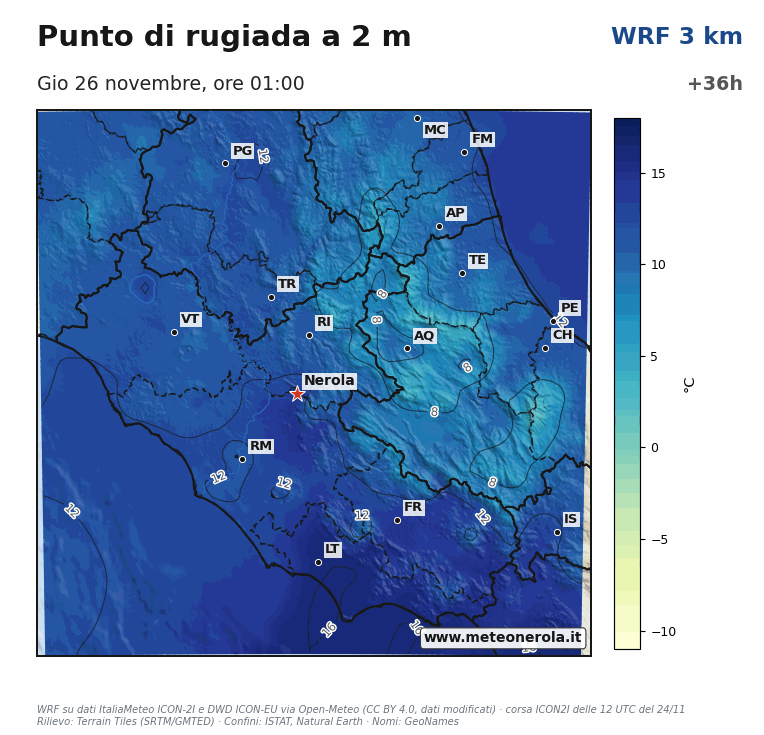 Punto di rugiada a 2 m
WRF 3 km
Gio 26 novembre, ore 01:00
+36h
MC
FM
PG
12
AP
TE
TR
8
PE
VT
RI
8
AQ
CH
15
10
5
0
−5
−10
°C
Nerola
8
8
RM
12
12
8
12
12
FR
12
IS
LT
16
www.meteonerola.it
WRF su dati ItaliaMeteo ICON-2I e DWD ICON-EU via Open-Meteo (CC BY 4.0, dati modificati) · corsa ICON2I delle 12 UTC del 24/11
Rilievo: Terrain Tiles (SRTM/GMTED) · Confini: ISTAT, Natural Earth · Nomi: GeoNames